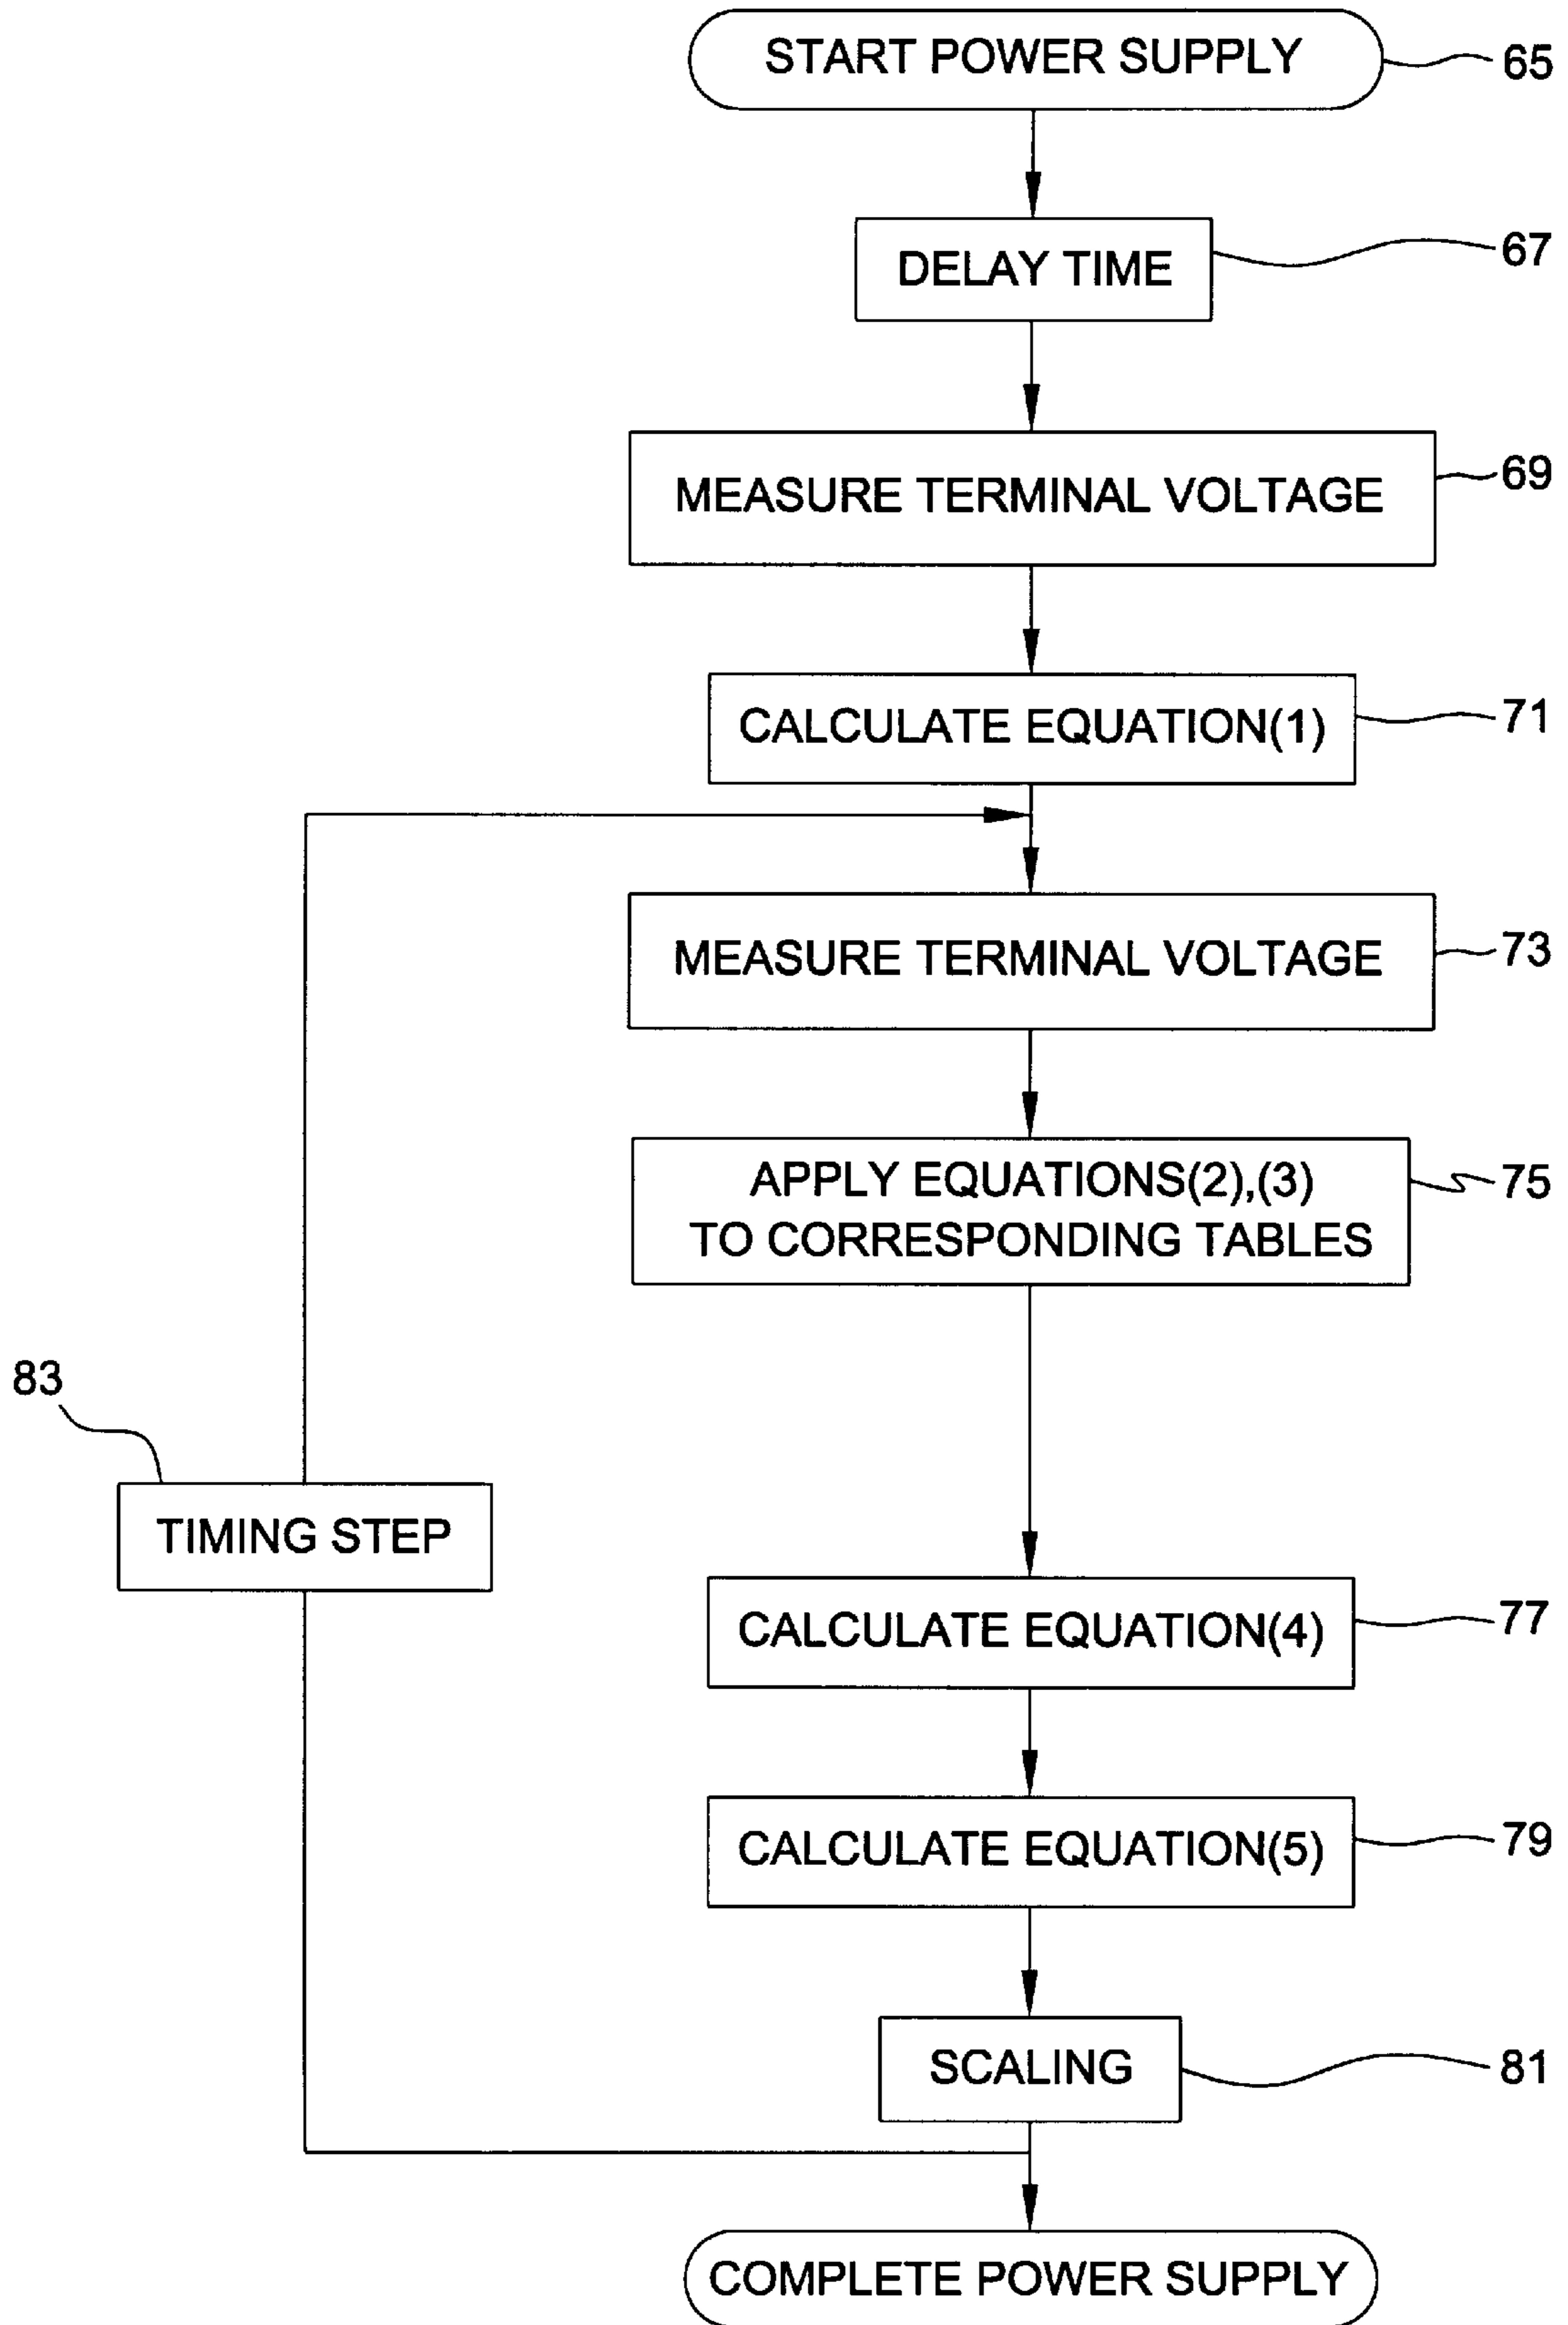 START POWER SUPPLY
65
DELAY TIME
67
MEASURE TERMINAL VOLTAGE
69
CALCULATE EQUATION(1)
71
MEASURE TERMINAL VOLTAGE
73
APPLY EQUATIONS(2),(3)
TO CORRESPONDING TABLES
75
83
TIMING STEP
CALCULATE EQUATION(4)
77
CALCULATE EQUATION(5)
79
SCALING
81
COMPLETE POWER SUPPLY